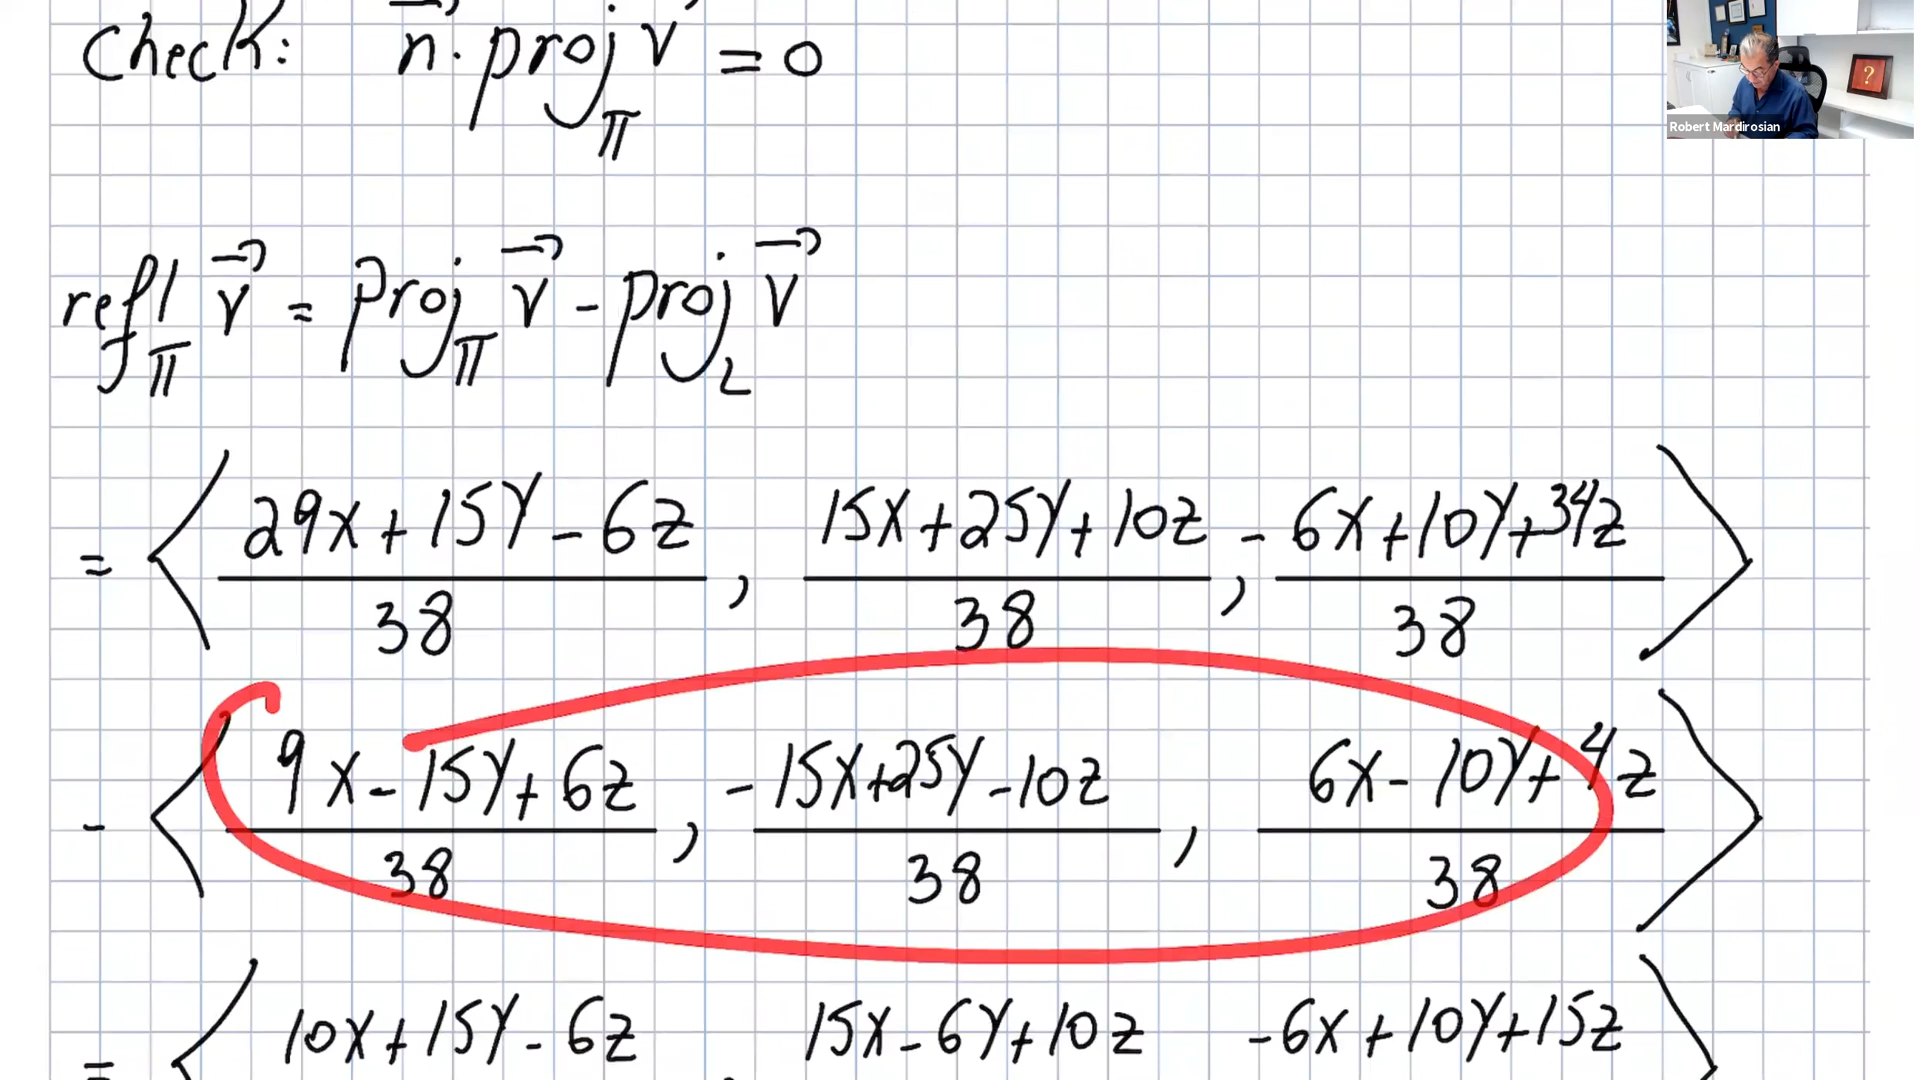 Check: n⃗ · proj_π v⃗ = 0
?
Robert Mardirosian
refl_π v⃗ = proj_π v⃗ - proj_L v⃗
= ⟨ (29x + 15y - 6z)/38 , (15x + 25y + 10z)/38 , (-6x + 10y + 34z)/38 ⟩
- ⟨ (9x - 15y + 6z)/38 , (-15x + 25y - 10z)/38 , (6x - 10y + 4z)/38 ⟩
= ⟨ 10x + 15y - 6z 15x - 6y + 10z -6x + 10y + 15z ⟩